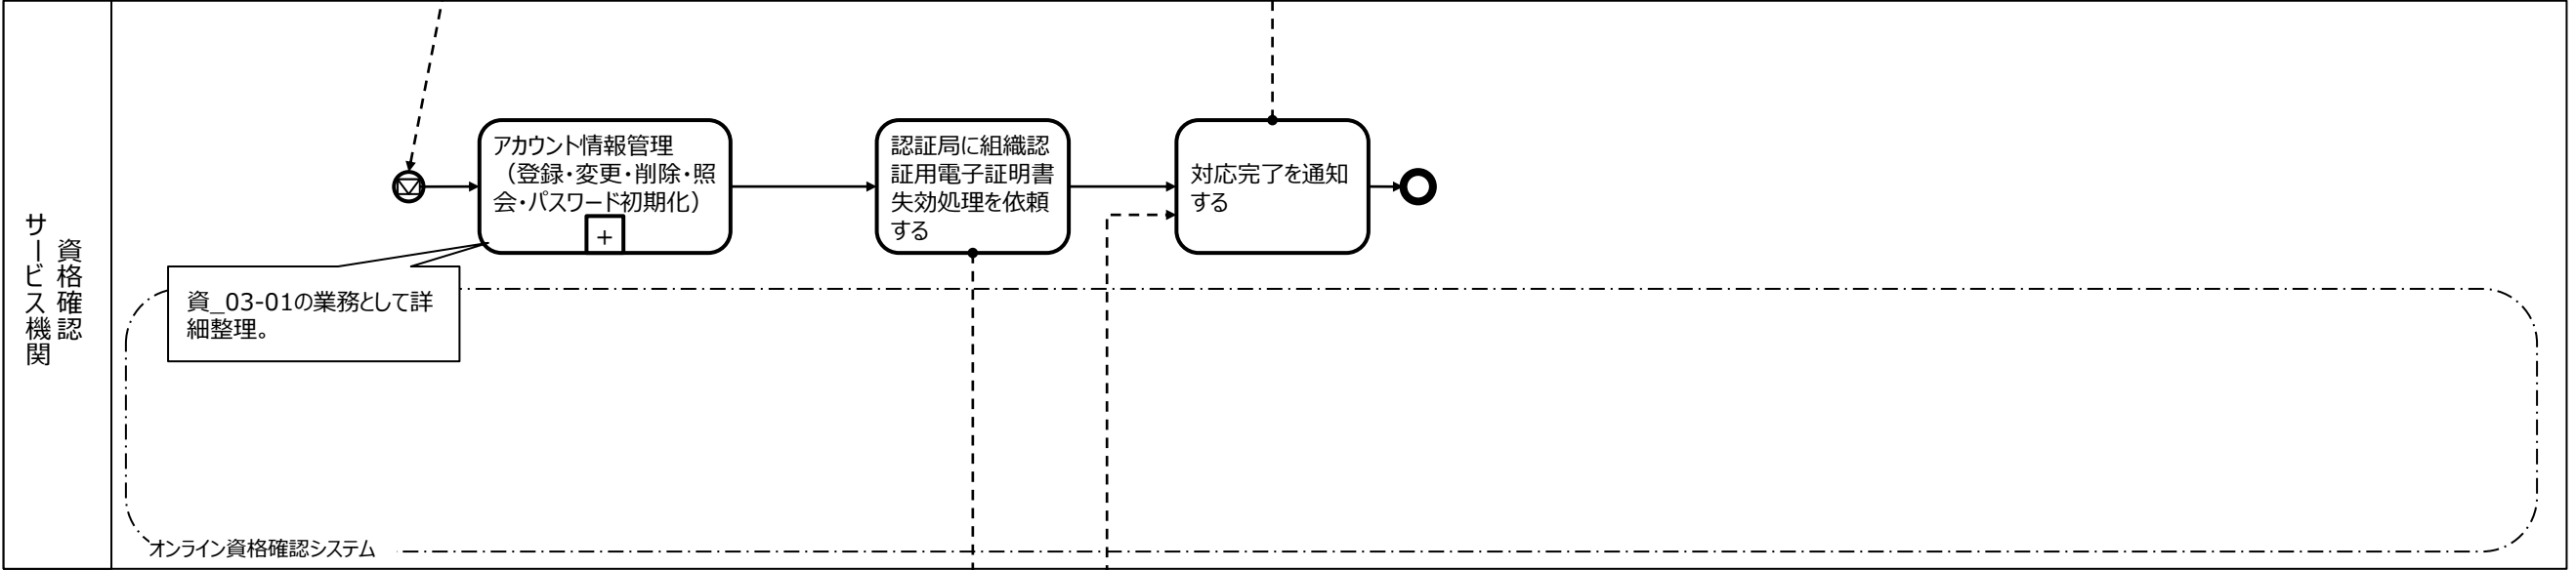 資格確認
サービス機関
アカウント情報管理
（登録・変更・削除・照
会・パスワード初期化）
+
認証局に組織認
証用電子証明書
失効処理を依頼
する
対応完了を通知
する
資_03-01の業務として詳
細整理。
オンライン資格確認システム